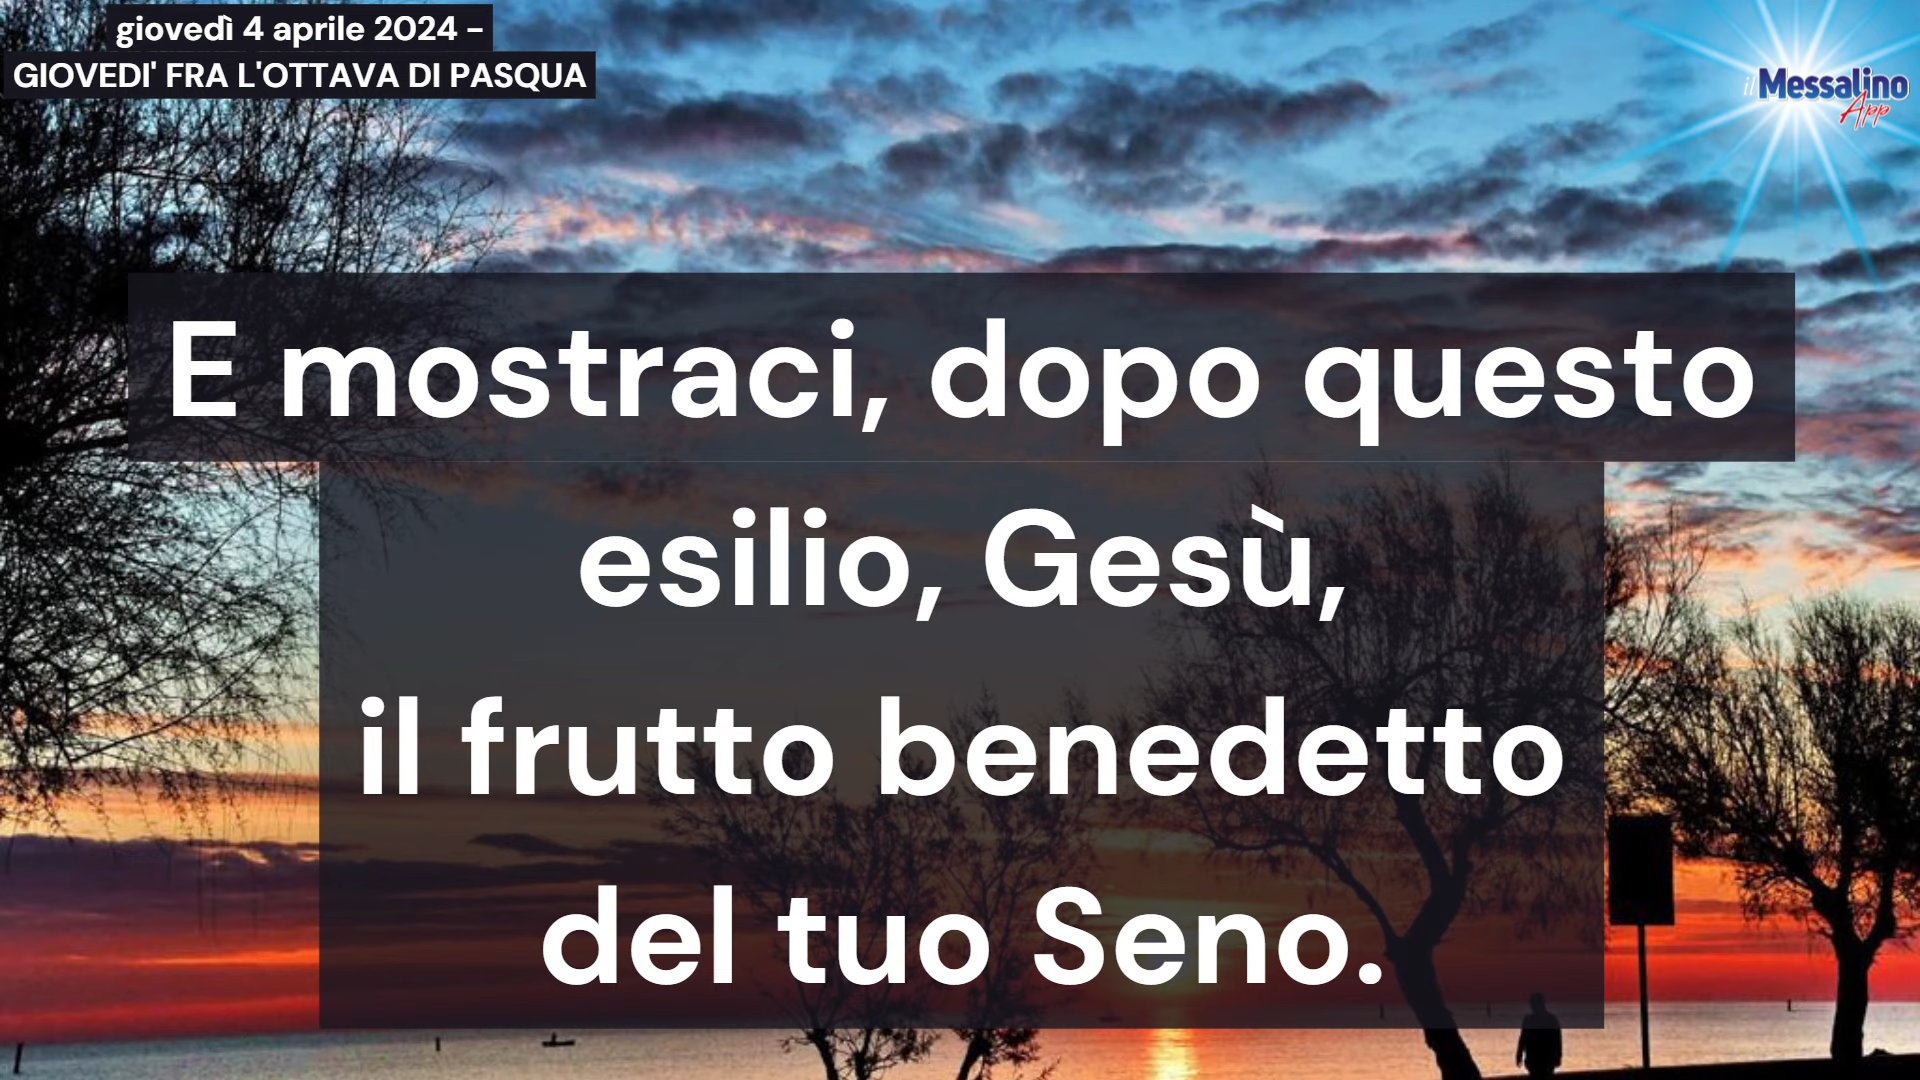 giovedì 4 aprile 2024 -
GIOVEDI' FRA L'OTTAVA DI PASQUA
il Messalino
App
E mostraci, dopo questo
esilio, Gesù,
il frutto benedetto
del tuo Seno.